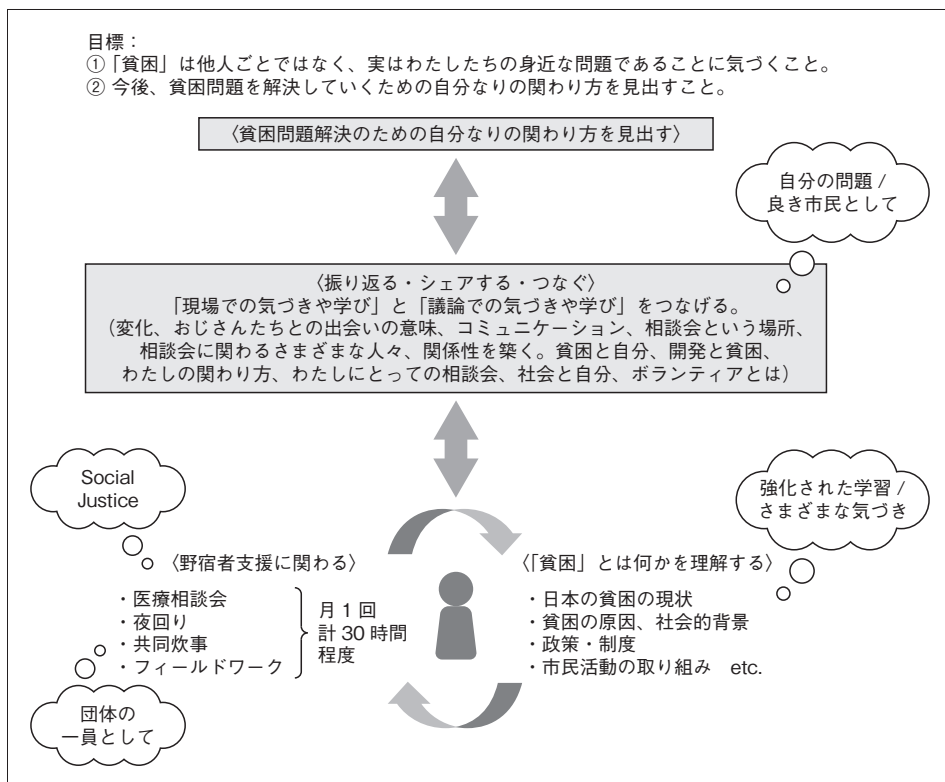 目標：
①「貧困」は他人ごとではなく、実はわたしたちの身近な問題であることに気づくこと。
② 今後、貧困問題を解決していくための自分なりの関わり方を見出すこと。
〈貧困問題解決のための自分なりの関わり方を見出す〉
自分の問題 /
良き市民として
〈振り返る・シェアする・つなぐ〉
「現場での気づきや学び」と「議論での気づきや学び」をつなげる。
（変化、おじさんたちとの出会いの意味、コミュニケーション、相談会という場所、
相談会に関わるさまざまな人々、関係性を築く。貧困と自分、開発と貧困、
わたしの関わり方、わたしにとっての相談会、社会と自分、ボランティアとは）
Social
Justice
強化された学習 /
さまざまな気づき
〈野宿者支援に関わる〉
・医療相談会
・夜回り
・共同炊事
・フィールドワーク
月 1 回
計 30 時間
程度
〈「貧困」とは何かを理解する〉
・日本の貧困の現状
・貧困の原因、社会的背景
・政策・制度
・市民活動の取り組み　etc.
団体の
一員として